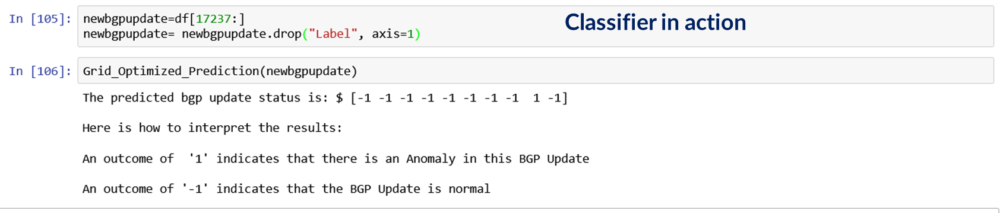 In [105]: newbgpupdate=df[17237:]
newbgpupdate= newbgpupdate.drop("Label", axis=1)
Classifier in action
In [106]: Grid_Optimized_Prediction(newbgpupdate)
The predicted bgp update status is: $ [-1 -1 -1 -1 -1 -1 -1 -1  1 -1]
Here is how to interpret the results:
An outcome of  '1' indicates that there is an Anomaly in this BGP Update
An outcome of '-1' indicates that the BGP Update is normal